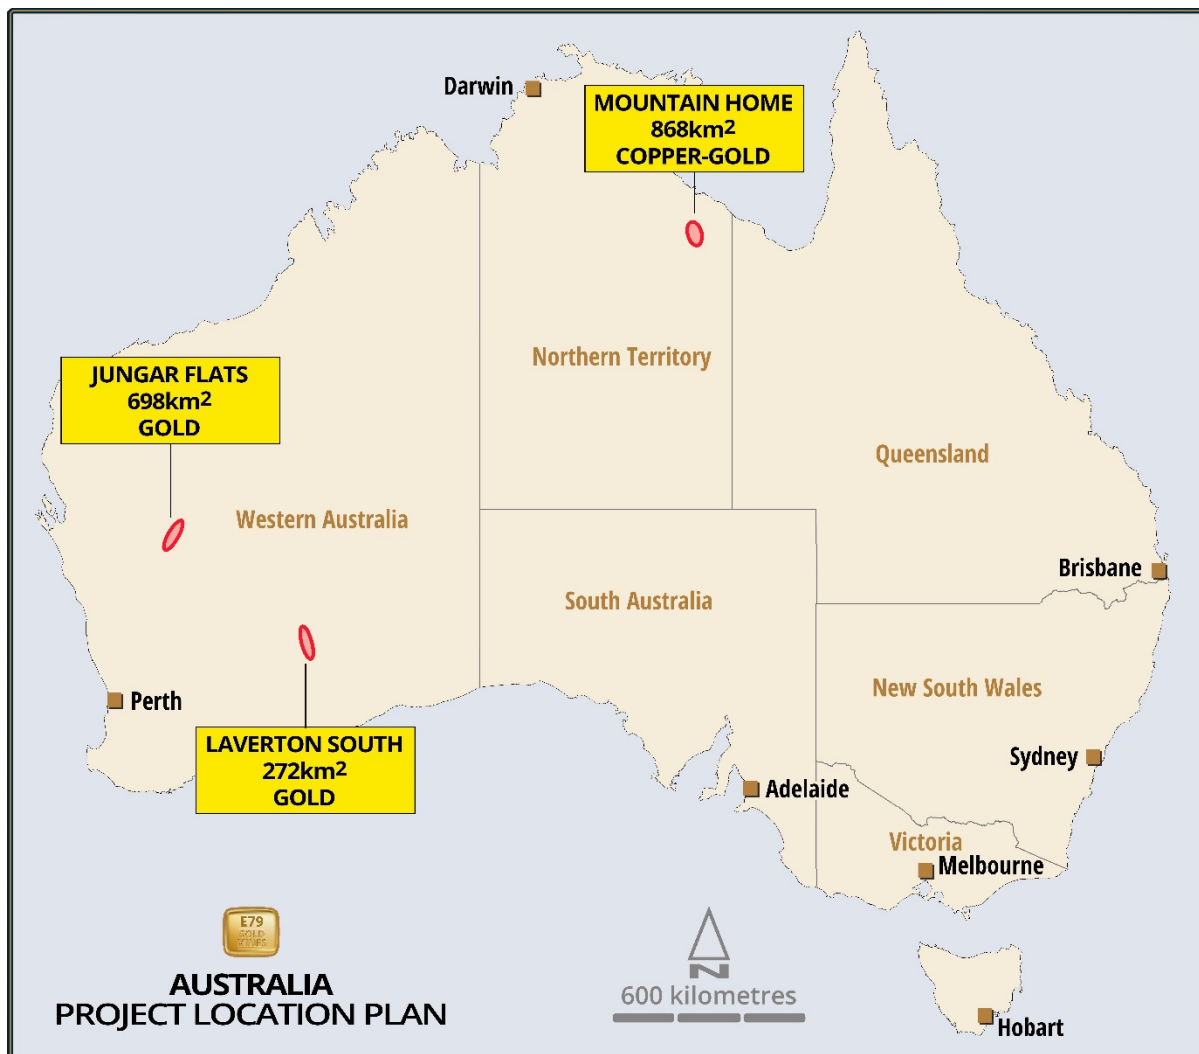 Darwin
MOUNTAIN HOME
868km²
COPPER-GOLD
JUNGAR FLATS
698km²
GOLD
Northern Territory
Queensland
Western Australia
Brisbane
South Australia
New South Wales
Perth
LAVERTON SOUTH
272km²
GOLD
Sydney
Adelaide
Victoria
Melbourne
E79
GOLD
MINES
AUSTRALIA
PROJECT LOCATION PLAN
N
600 kilometres
Hobart